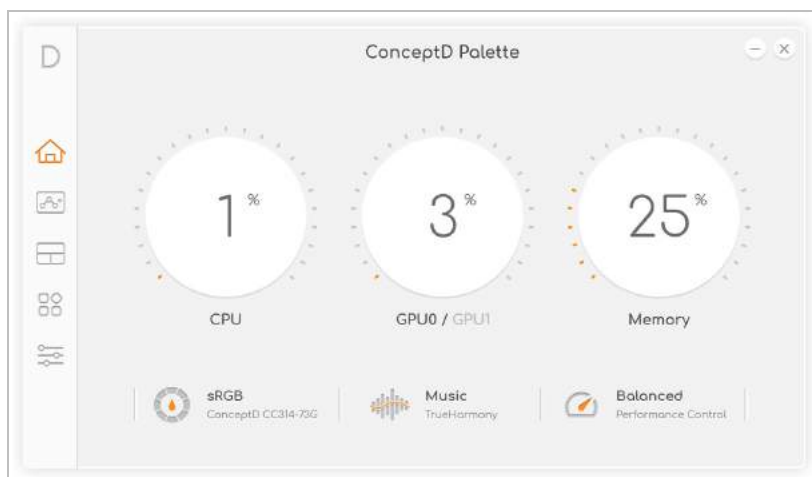 D
ConceptD Palette
1%
3%
25%
CPU
GPU0 / GPU1
Memory
sRGB
ConceptD CC314-73G
Music
TrueHarmony
Balanced
Performance Control